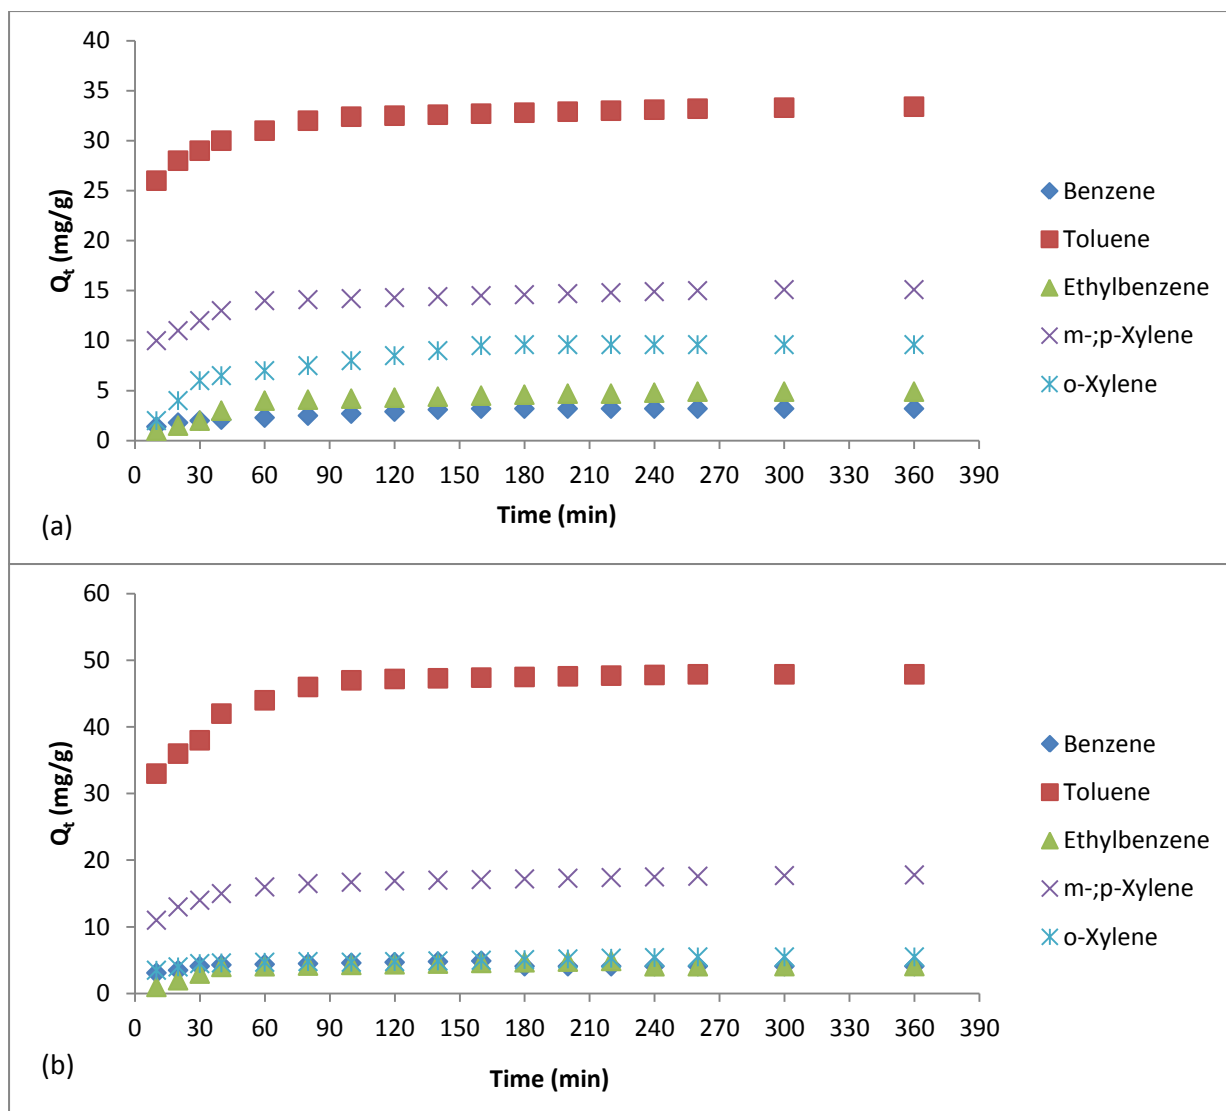 40
35
30
25
20
15
10
5
0
Qt (mg/g)
0 30 60 90 120 150 180 210 240 270 300 330 360 390
Time (min)
(a)
Benzene
Toluene
Ethylbenzene
m-;p-Xylene
o-Xylene
60
50
40
30
20
10
0
Qt (mg/g)
0 30 60 90 120 150 180 210 240 270 300 330 360 390
Time (min)
(b)
Benzene
Toluene
Ethylbenzene
m-;p-Xylene
o-Xylene